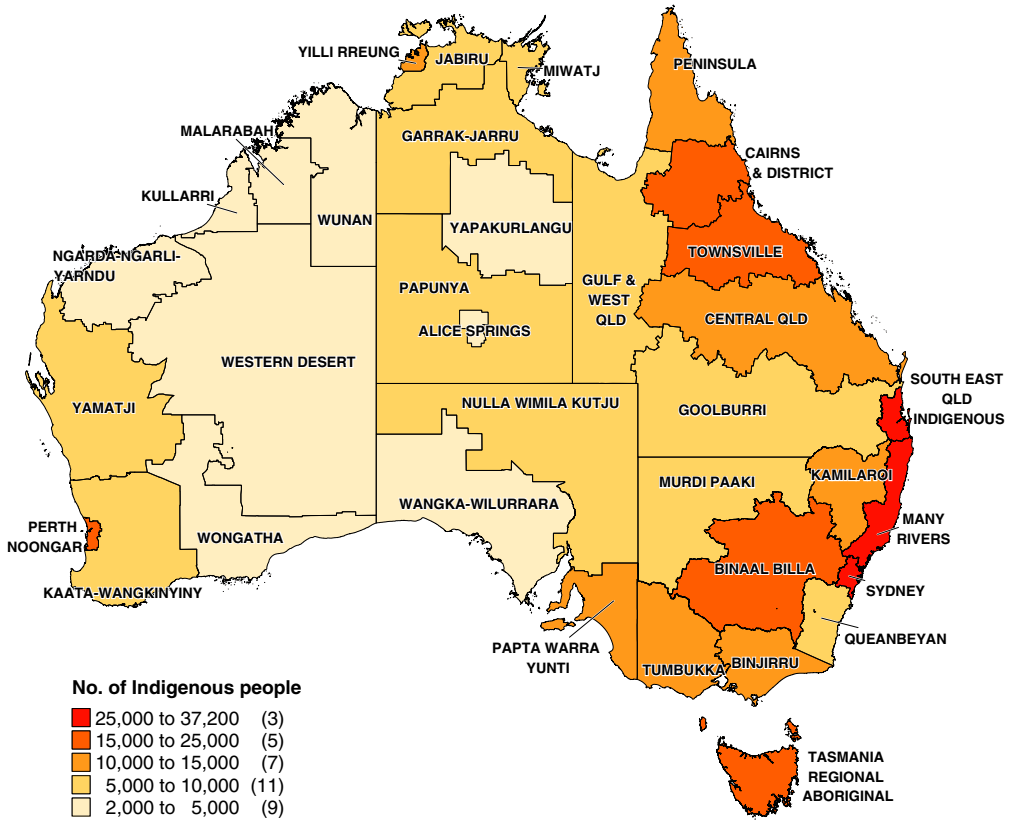 YILLI RREUNG
JABIRU
MIWATJ
PENINSULA
MALARABAH
GARRAK-JARRU
CAIRNS
& DISTRICT
KULLARRI
WUNAN
YAPAKURLANGU
NGARDA-NGARLI-
YARNDU
TOWNSVILLE
PAPUNYA
GULF &
WEST
QLD
CENTRAL QLD
ALICE SPRINGS
WESTERN DESERT
SOUTH EAST
QLD
INDIGENOUS
YAMATJI
NULLA WIMILA KUTJU
GOOLBURRI
KAMILAROI
MURDI PAAKI
WANGKA-WILURRARA
MANY
RIVERS
PERTH
NOONGAR
WONGATHA
BINAAL BILLA
SYDNEY
KAATA-WANGKINYINY
QUEANBEYAN
PAPTA WARRA
YUNTI
TUMBUKKA
BINJIRRU
No. of Indigenous people
25,000 to 37,200 (3)
15,000 to 25,000 (5)
10,000 to 15,000 (7)
5,000 to 10,000 (11)
2,000 to 5,000 (9)
TASMANIA
REGIONAL
ABORIGINAL